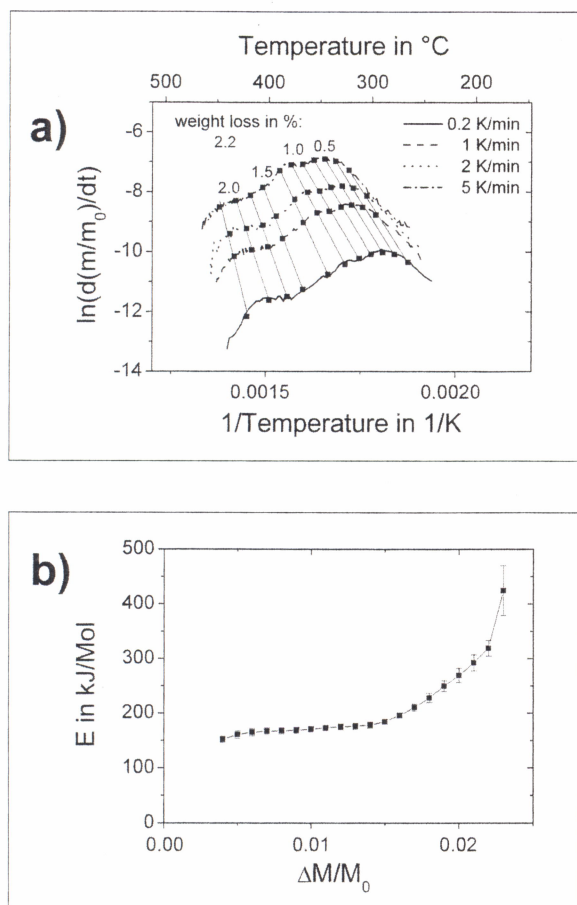 Temperature in °C
500 400 300 200
a)
weight loss in %:
2.2
2.0
1.5
1.0
0.5
0.2 K/min
1 K/min
2 K/min
5 K/min
-6
-8
-10
-12
-14
ln(d(m/m0)/dt)
0.0015 0.0020
1/Temperature in 1/K
b)
500
400
300
200
100
0
E in kJ/Mol
0.00 0.01 0.02
ΔM/M0